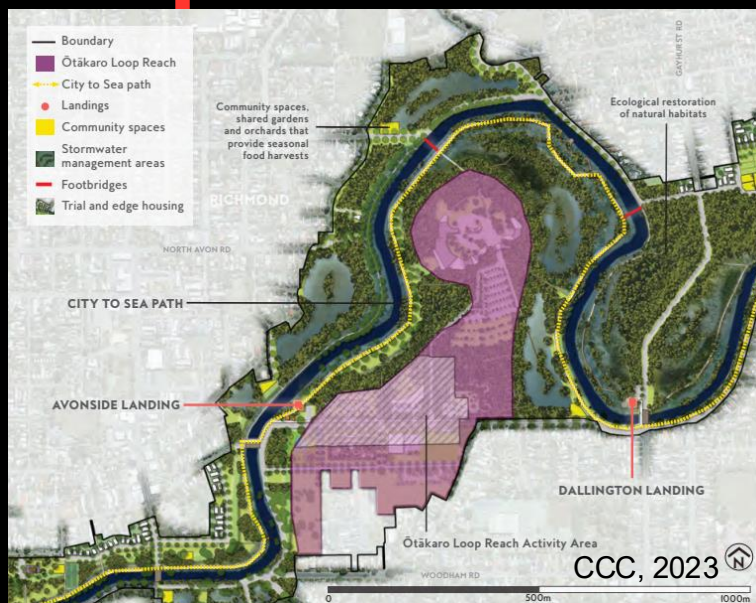 Boundary
Ōtākaro Loop Reach
City to Sea path
Landings
Community spaces
Stormwater
management areas
Footbridges
Trial and edge housing
Community spaces,
shared gardens
and orchards that
provide seasonal
food harvests
GAYHURST RD
Ecological restoration
of natural habitats
RICHMOND
NORTH AVON RD
CITY TO SEA PATH
AVONSIDE LANDING
DALLINGTON LANDING
Ōtākaro Loop Reach Activity Area
WOODHAM RD
CCC, 2023
N
0
500m
1000m